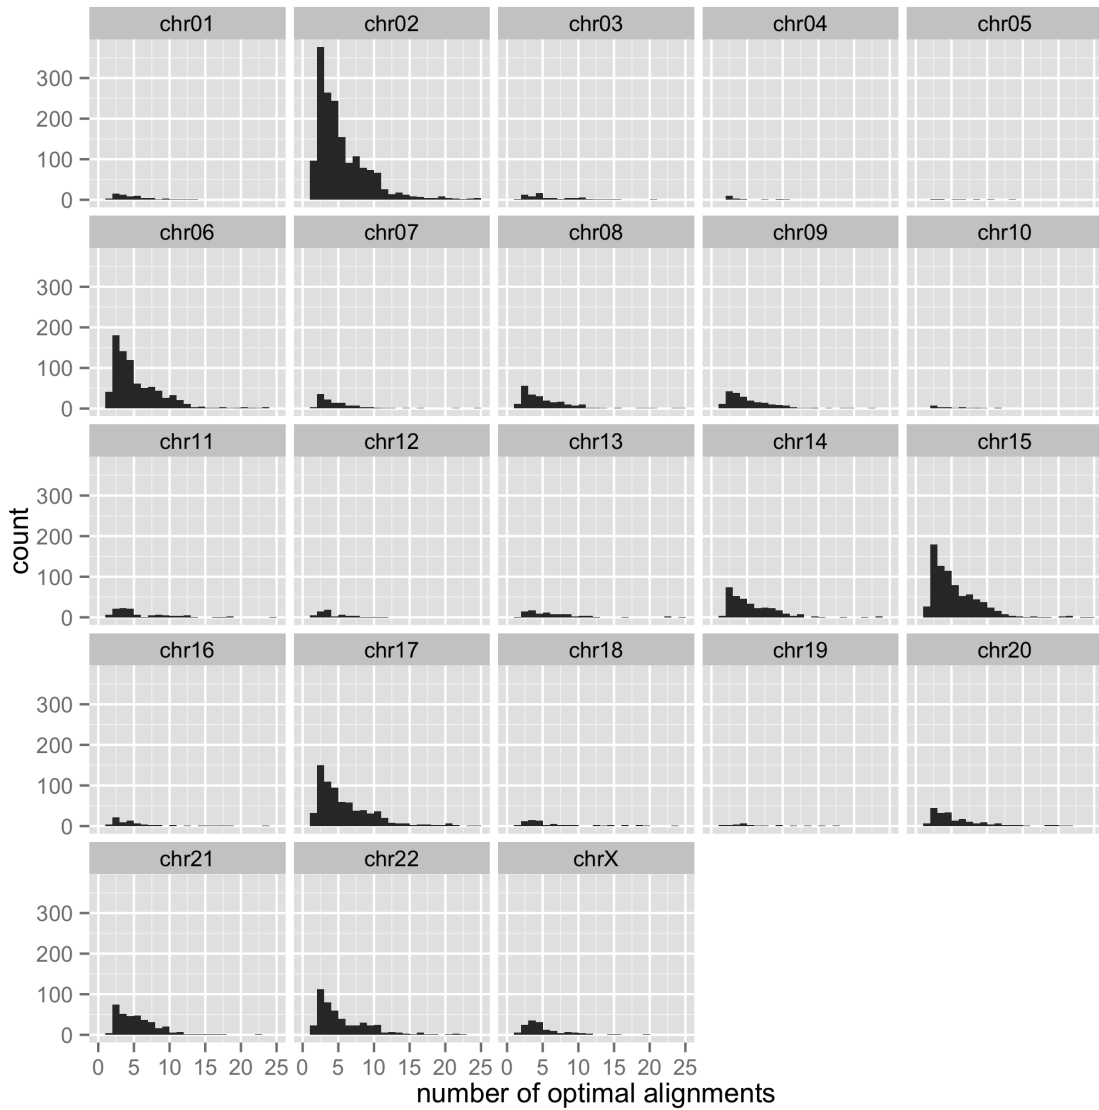 chr01 chr02 chr03 chr04 chr05
300
200
100
0
chr06 chr07 chr08 chr09 chr10
300
200
100
0
chr11 chr12 chr13 chr14 chr15
300
200
100
0
count
chr16 chr17 chr18 chr19 chr20
300
200
100
0
chr21 chr22 chrX
300
200
100
0
0 5 10 15 20 25 0 5 10 15 20 25 0 5 10 15 20 25
number of optimal alignments